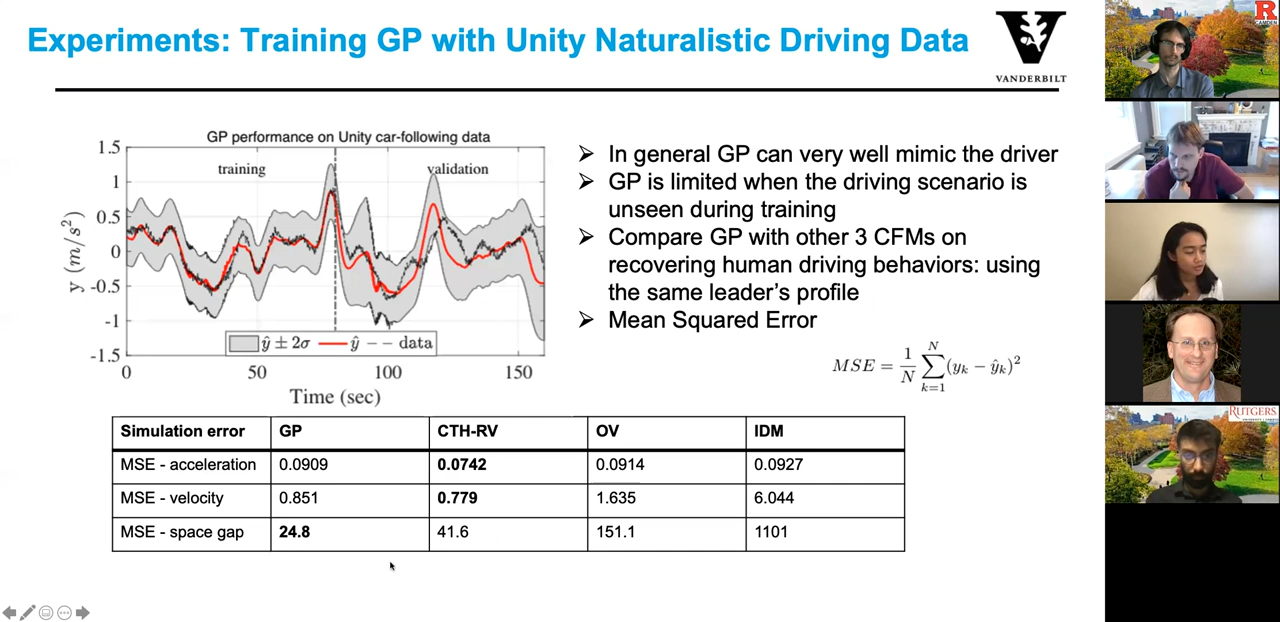 Experiments: Training GP with Unity Naturalistic Driving Data
VANDERBILT
GP performance on Unity car-following data
training
validation
1.5
1
0.5
0
-0.5
-1
-1.5
y (m/s²)
ŷ ± 2σ
ŷ
data
0
50
100
150
Time (sec)
➢ In general GP can very well mimic the driver
➢ GP is limited when the driving scenario is
unseen during training
➢ Compare GP with other 3 CFMs on
recovering human driving behaviors: using
the same leader's profile
➢ Mean Squared Error
MSE = 1/N ∑_{k=1}^{N} (y_k − ŷ_k)²
Simulation error GP CTH-RV OV IDM
MSE - acceleration 0.0909 0.0742 0.0914 0.0927
MSE - velocity 0.851 0.779 1.635 6.044
MSE - space gap 24.8 41.6 151.1 1101
R
CAMDEN
RUTGERS